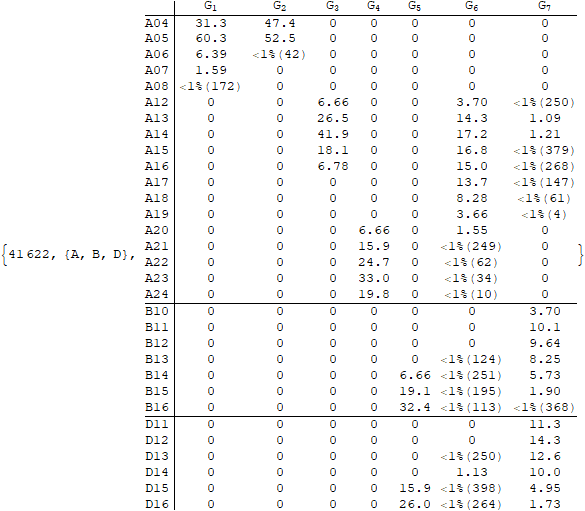 G1 G2 G3 G4 G5 G6 G7
A04 31.3 47.4 0 0 0 0 0
A05 60.3 52.5 0 0 0 0 0
A06 6.39 <1%(42) 0 0 0 0 0
A07 1.59 0 0 0 0 0 0
A08 <1%(172) 0 0 0 0 0 0
A12 0 0 6.66 0 0 3.70 <1%(250)
A13 0 0 26.5 0 0 14.3 1.09
A14 0 0 41.9 0 0 17.2 1.21
A15 0 0 18.1 0 0 16.8 <1%(379)
A16 0 0 6.78 0 0 15.0 <1%(268)
A17 0 0 0 0 0 13.7 <1%(147)
A18 0 0 0 0 0 8.28 <1%(61)
A19 0 0 0 0 0 3.66 <1%(4)
A20 0 0 0 6.66 0 1.55 0
{41622, {A, B, D}, A21 0 0 0 15.9 0 <1%(249) 0 }
A22 0 0 0 24.7 0 <1%(62) 0
A23 0 0 0 33.0 0 <1%(34) 0
A24 0 0 0 19.8 0 <1%(10) 0
B10 0 0 0 0 0 0 3.70
B11 0 0 0 0 0 0 10.1
B12 0 0 0 0 0 0 9.64
B13 0 0 0 0 0 <1%(124) 8.25
B14 0 0 0 0 6.66 <1%(251) 5.73
B15 0 0 0 0 19.1 <1%(195) 1.90
B16 0 0 0 0 32.4 <1%(113) <1%(368)
D11 0 0 0 0 0 0 11.3
D12 0 0 0 0 0 0 14.3
D13 0 0 0 0 0 <1%(250) 12.6
D14 0 0 0 0 0 1.13 10.0
D15 0 0 0 0 15.9 <1%(398) 4.95
D16 0 0 0 0 26.0 <1%(264) 1.73